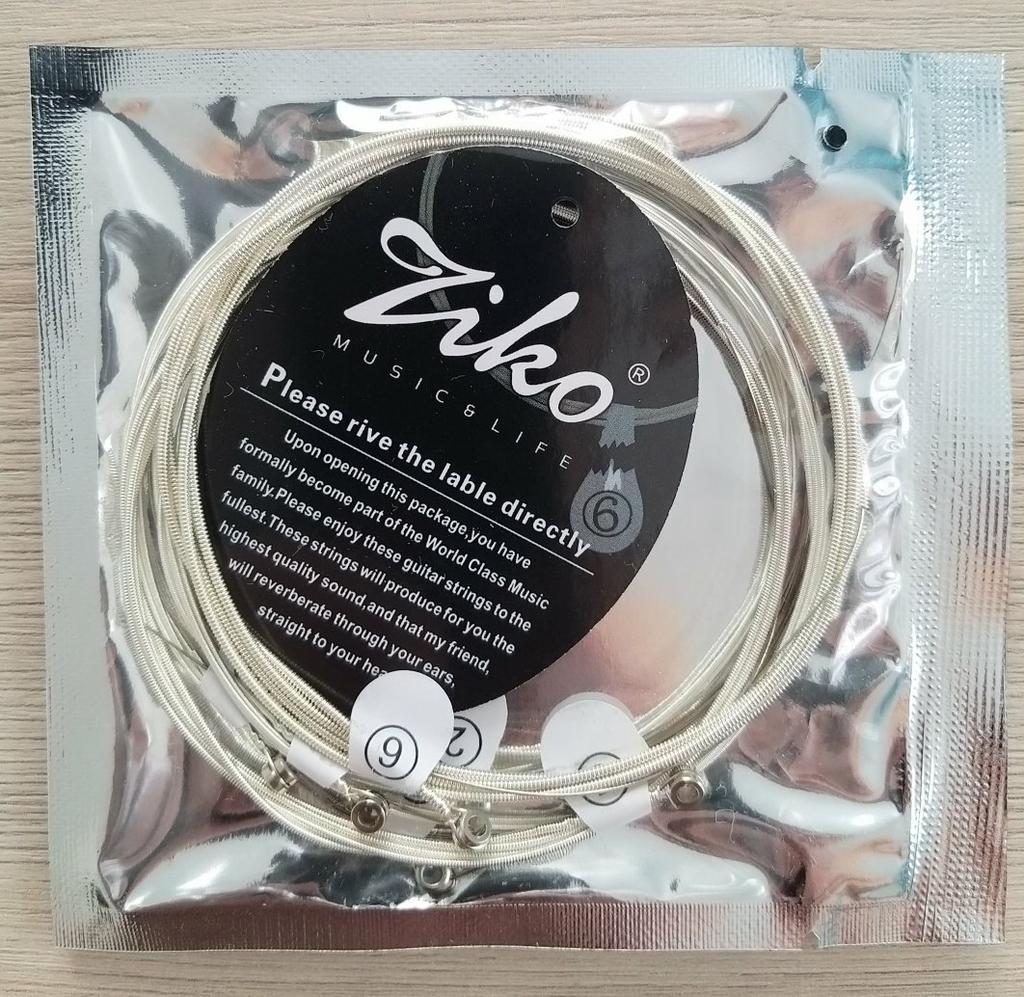 Ziko®
MUSIC & LIFE
Please rive the lable directly
6
Upon opening this package,you have
formally become part of the World Class Music
family.Please enjoy these guitar strings to the
fullest.These strings will produce for you the
highest quality sound,and that my friend,
will reverberate through your ears,
straight to your
6
2